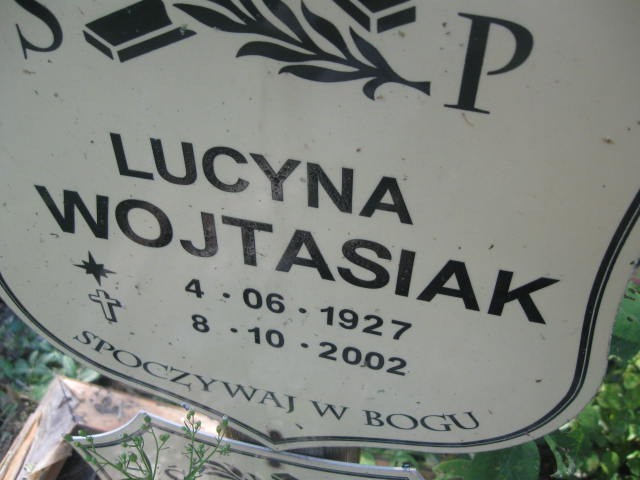 S P
LUCYNA
WOJTASIAK
4 · 06 · 1927
8 · 10 · 2002
SPOCZYWAJ W BOGU